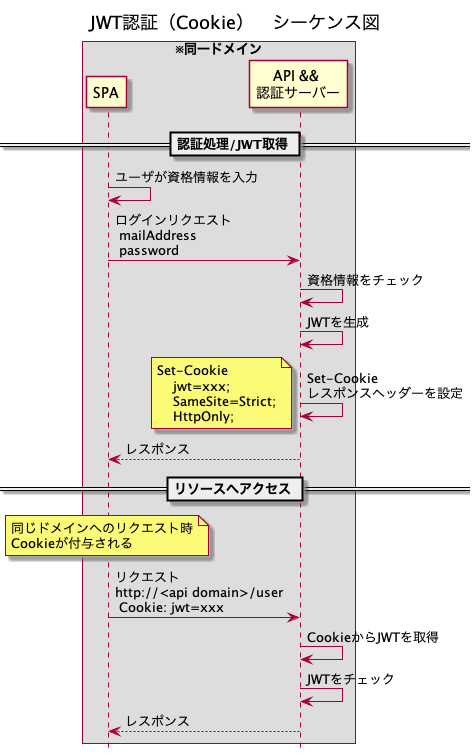 JWT認証（Cookie）　シーケンス図
※同一ドメイン
SPA
API &&
認証サーバー
認証処理/JWT取得
ユーザが資格情報を入力
ログインリクエスト
mailAddress
password
資格情報をチェック
JWTを生成
Set-Cookie
jwt=xxx;
SameSite=Strict;
HttpOnly;
Set-Cookie
レスポンスヘッダーを設定
レスポンス
リソースへアクセス
同じドメインへのリクエスト時
Cookieが付与される
リクエスト
http://<api domain>/user
Cookie: jwt=xxx
CookieからJWTを取得
JWTをチェック
レスポンス